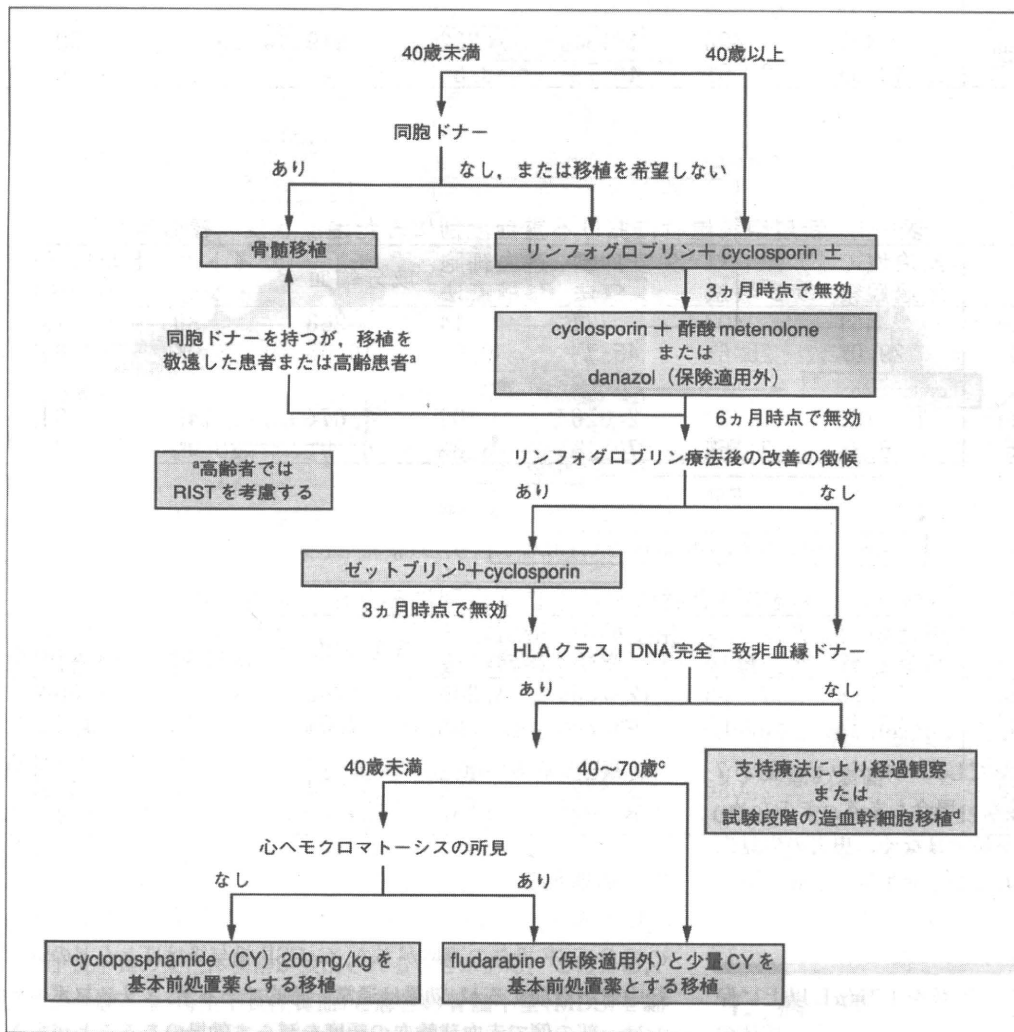 40歳未満
40歳以上
同胞ドナー
あり
なし，または移植を希望しない
骨髄移植
リンフォグロブリン＋ cyclosporin ±
3ヵ月時点で無効
同胞ドナーを持つが，移植を
敬遠した患者または高齢患者a
cyclosporin ＋ 酢酸 metenolone
または
danazol（保険適用外）
6ヵ月時点で無効
リンフォグロブリン療法後の改善の徴候
a高齢者では
RIST を考慮する
あり
なし
ゼットブリンb＋cyclosporin
3ヵ月時点で無効
HLA クラス I DNA 完全一致非血縁ドナー
あり
なし
40歳未満
40〜70歳c
支持療法により経過観察
または
試験段階の造血幹細胞移植d
心ヘモクロマトーシスの所見
なし
あり
cycloposphamide（CY）200 mg/kg を
基本前処置薬とする移植
fludarabine（保険適用外）と少量 CY を
基本前処置薬とする移植